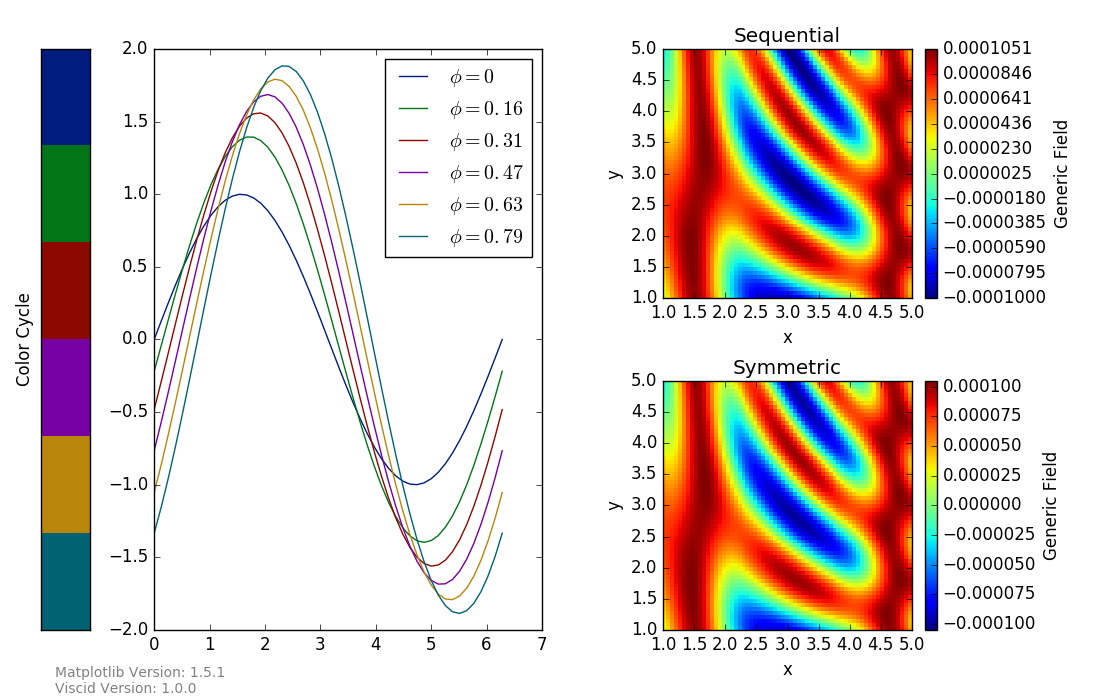 Color Cycle
2.0
1.5
1.0
0.5
0.0
−0.5
−1.0
−1.5
−2.0
0 1 2 3 4 5 6 7
ϕ = 0
ϕ = 0.16
ϕ = 0.31
ϕ = 0.47
ϕ = 0.63
ϕ = 0.79
Sequential
y
5.0
4.5
4.0
3.5
3.0
2.5
2.0
1.5
1.0
1.0 1.5 2.0 2.5 3.0 3.5 4.0 4.5 5.0
x
0.0001051
0.0000846
0.0000641
0.0000436
0.0000230
0.0000025
−0.0000180
−0.0000385
−0.0000590
−0.0000795
−0.0001000
Generic Field
Symmetric
y
5.0
4.5
4.0
3.5
3.0
2.5
2.0
1.5
1.0
1.0 1.5 2.0 2.5 3.0 3.5 4.0 4.5 5.0
x
0.000100
0.000075
0.000050
0.000025
0.000000
−0.000025
−0.000050
−0.000075
−0.000100
Generic Field
Matplotlib Version: 1.5.1
Viscid Version: 1.0.0